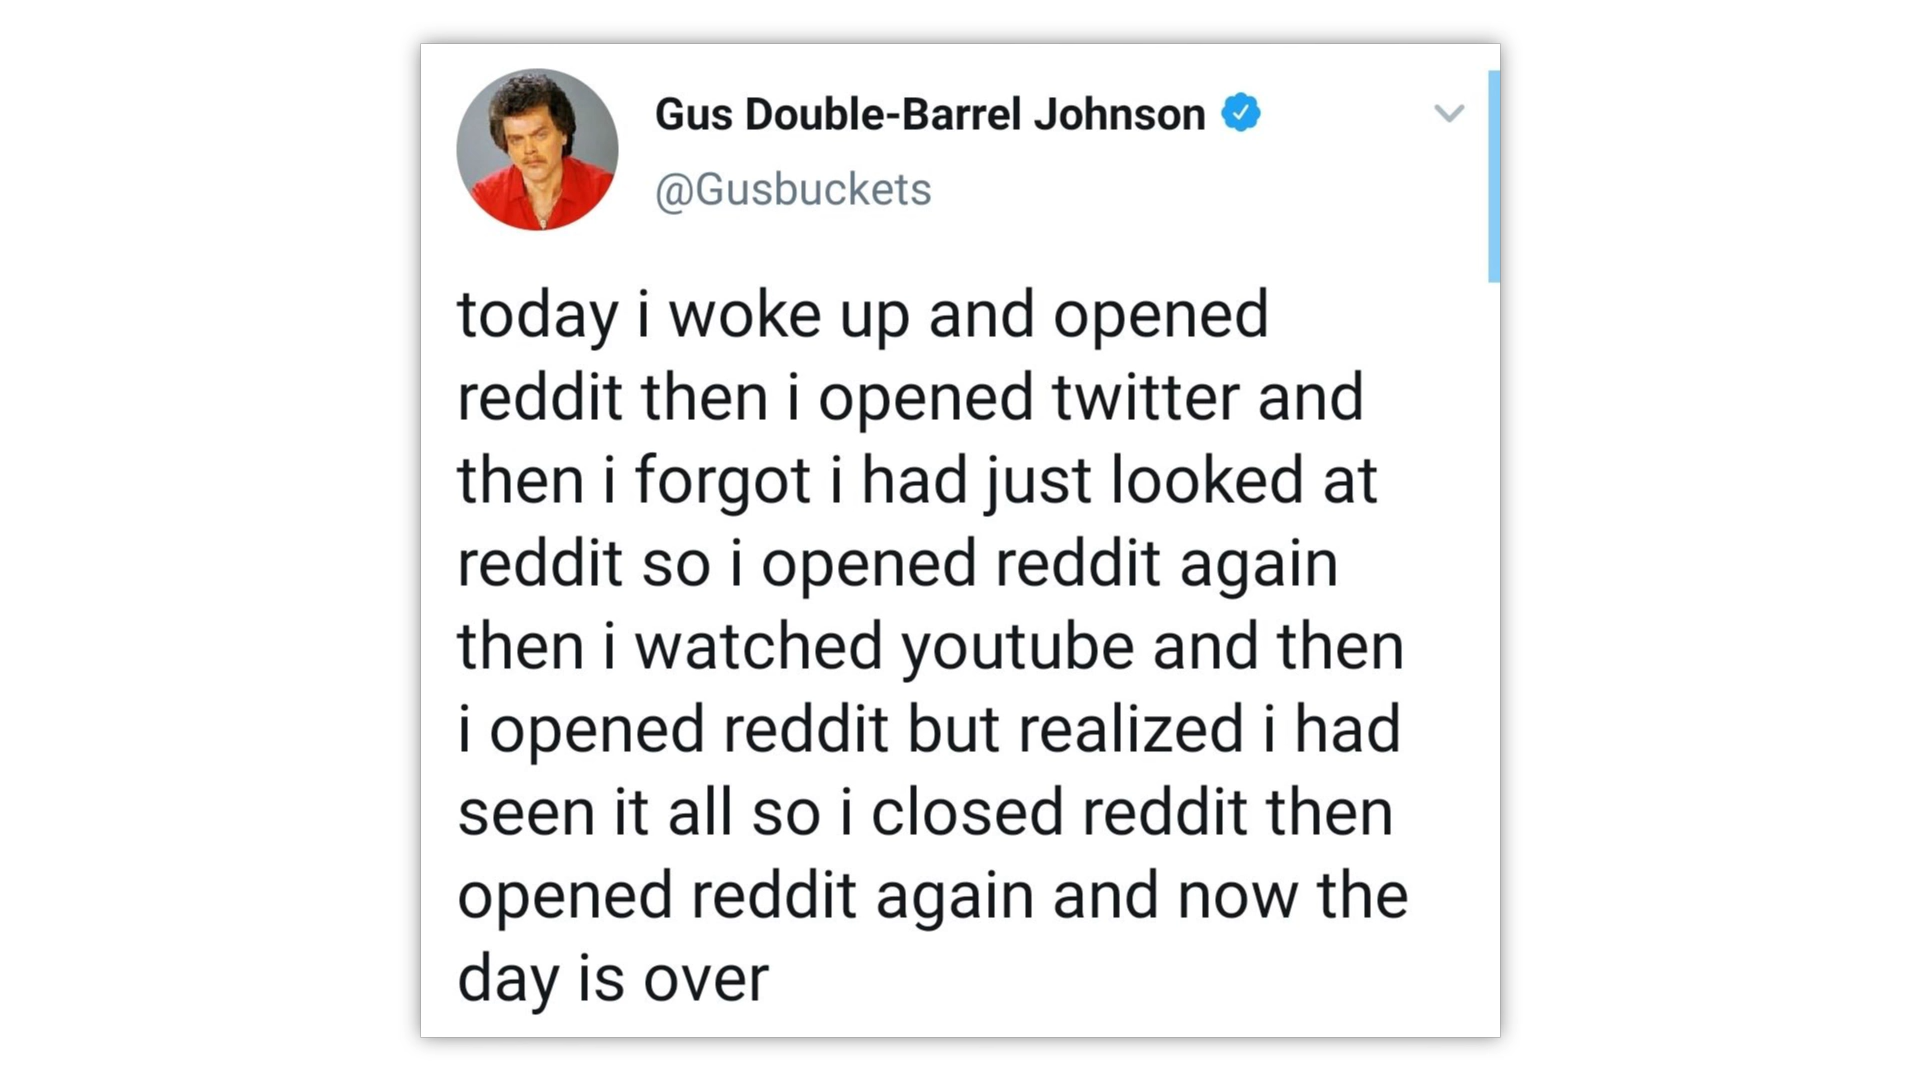 Gus Double-Barrel Johnson
@Gusbuckets
today i woke up and opened
reddit then i opened twitter and
then i forgot i had just looked at
reddit so i opened reddit again
then i watched youtube and then
i opened reddit but realized i had
seen it all so i closed reddit then
opened reddit again and now the
day is over